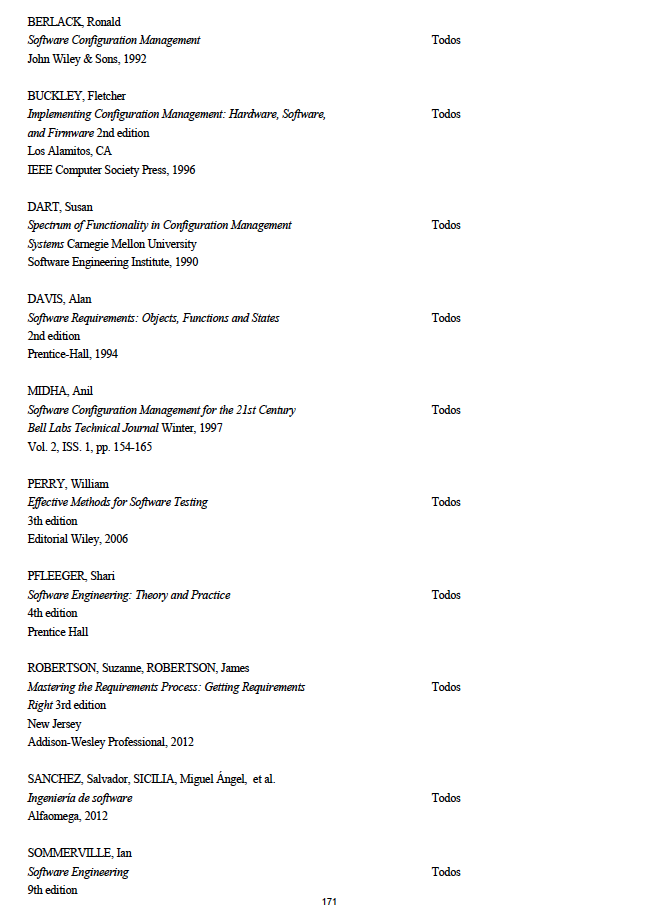 BERLACK, Ronald
Software Configuration Management Todos
John Wiley & Sons, 1992
BUCKLEY, Fletcher
Implementing Configuration Management: Hardware, Software, Todos
and Firmware 2nd edition
Los Alamitos, CA
IEEE Computer Society Press, 1996
DART, Susan
Spectrum of Functionality in Configuration Management Todos
Systems Carnegie Mellon University
Software Engineering Institute, 1990
DAVIS, Alan
Software Requirements: Objects, Functions and States Todos
2nd edition
Prentice-Hall, 1994
MIDHA, Anil
Software Configuration Management for the 21st Century Todos
Bell Labs Technical Journal Winter, 1997
Vol. 2, ISS. 1, pp. 154-165
PERRY, William
Effective Methods for Software Testing Todos
3th edition
Editorial Wiley, 2006
PFLEEGER, Shari
Software Engineering: Theory and Practice Todos
4th edition
Prentice Hall
ROBERTSON, Suzanne, ROBERTSON, James
Mastering the Requirements Process: Getting Requirements Todos
Right 3rd edition
New Jersey
Addison-Wesley Professional, 2012
SANCHEZ, Salvador, SICILIA, Miguel Ángel, et al.
Ingeniería de software Todos
Alfaomega, 2012
SOMMERVILLE, Ian
Software Engineering Todos
9th edition
171